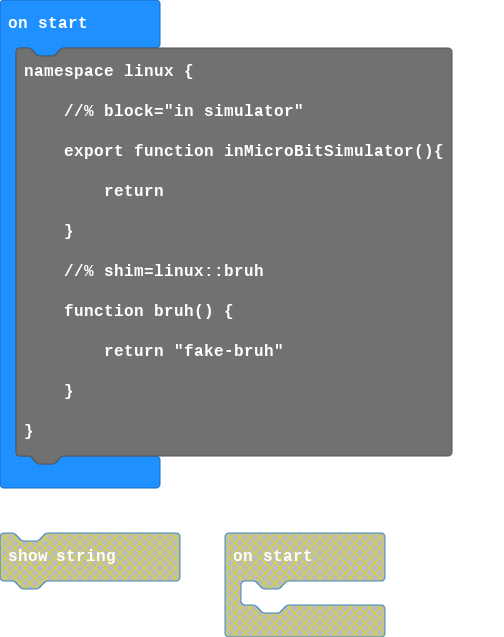 on start
namespace linux {
//% block="in simulator"
export function inMicroBitSimulator(){
return
}
//% shim=linux::bruh
function bruh() {
return "fake-bruh"
}
}
show string
on start